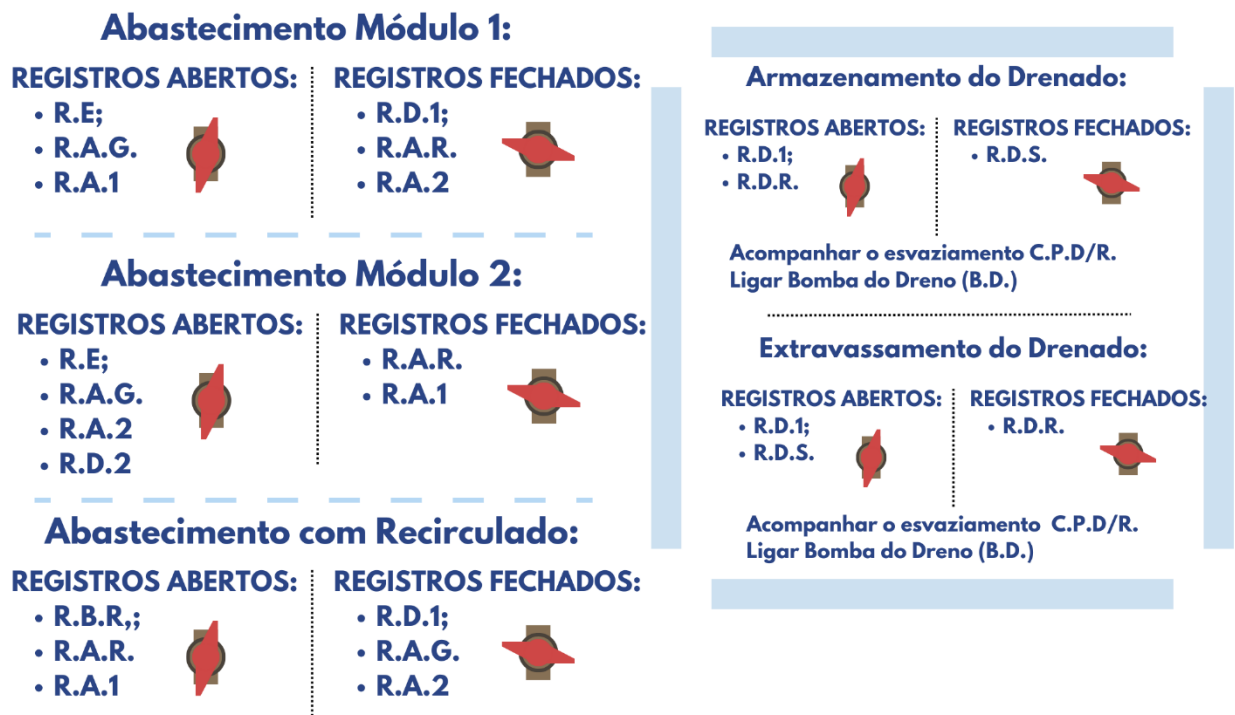 Abastecimento Módulo 1:
REGISTROS ABERTOS:
• R.E;
• R.A.G.
• R.A.1
REGISTROS FECHADOS:
• R.D.1;
• R.A.R.
• R.A.2
Abastecimento Módulo 2:
REGISTROS ABERTOS:
• R.E;
• R.A.G.
• R.A.2
• R.D.2
REGISTROS FECHADOS:
• R.A.R.
• R.A.1
Abastecimento com Recirculado:
REGISTROS ABERTOS:
• R.B.R,;
• R.A.R.
• R.A.1
REGISTROS FECHADOS:
• R.D.1;
• R.A.G.
• R.A.2
Armazenamento do Drenado:
REGISTROS ABERTOS:
• R.D.1;
• R.D.R.
REGISTROS FECHADOS:
• R.D.S.
Acompanhar o esvaziamento C.P.D/R.
Ligar Bomba do Dreno (B.D.)
Extravassamento do Drenado:
REGISTROS ABERTOS:
• R.D.1;
• R.D.S.
REGISTROS FECHADOS:
• R.D.R.
Acompanhar o esvaziamento C.P.D/R.
Ligar Bomba do Dreno (B.D.)